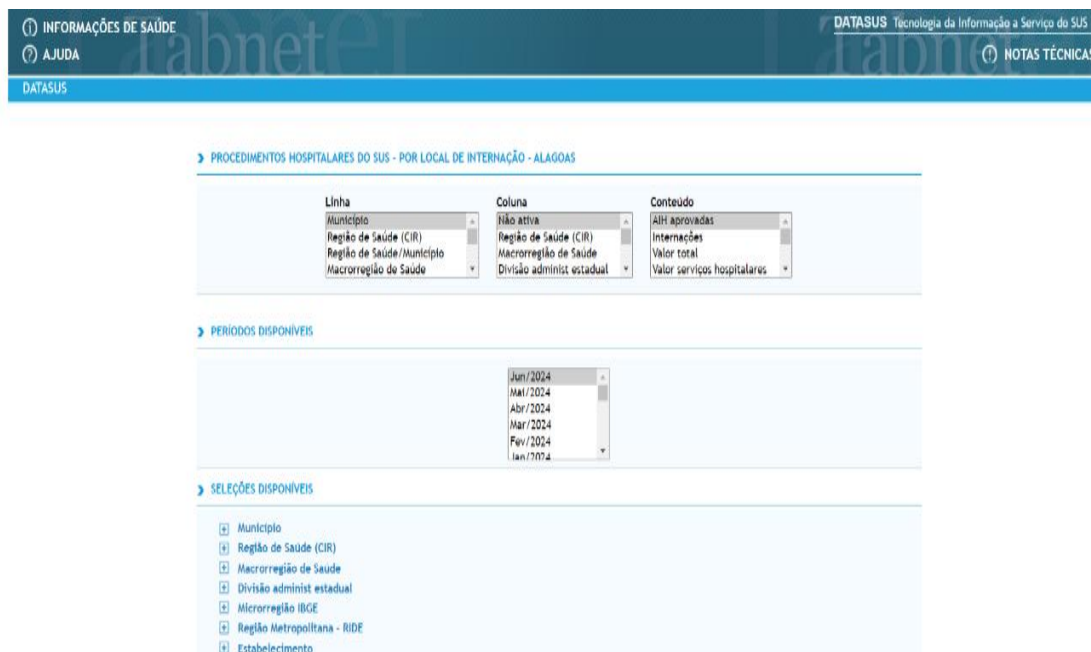 INFORMAÇÕES DE SAÚDE
DATASUS Tecnologia da Informação a Serviço do SUS
Tabnet
AJUDA
NOTAS TÉCNICAS
DATASUS
PROCEDIMENTOS HOSPITALARES DO SUS - POR LOCAL DE INTERNAÇÃO - ALAGOAS
Linha Coluna Conteúdo
Município Não ativa AIH aprovadas
Região de Saúde (CIR) Região de Saúde (CIR) Internações
Região de Saúde/Município Macrorregião de Saúde Valor total
Macrorregião de Saúde Divisão administ estadual Valor serviços hospitalares
PERÍODOS DISPONÍVEIS
Jun/2024
Mai/2024
Abr/2024
Mar/2024
Fev/2024
Jan/2024
SELEÇÕES DISPONÍVEIS
Município
Região de Saúde (CIR)
Macrorregião de Saúde
Divisão administ estadual
Microrregião IBGE
Região Metropolitana - RIDE
Estabelecimento